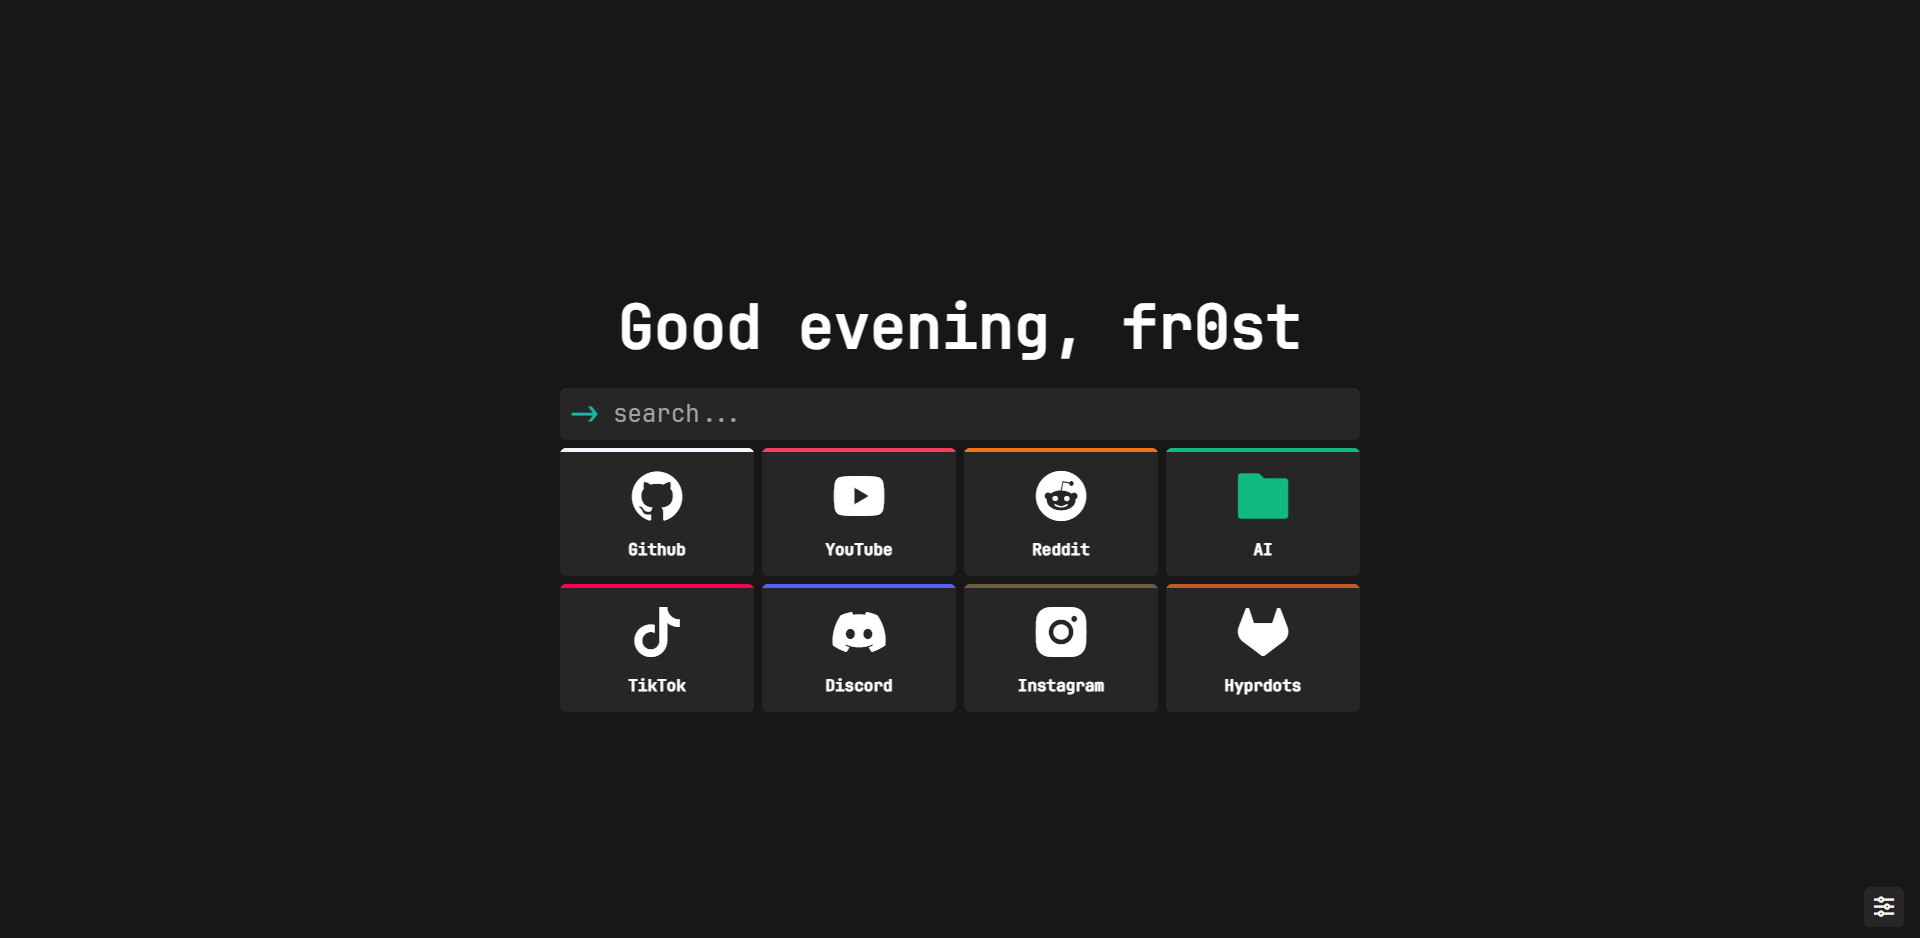 Good evening, fr0st
search...
Github
YouTube
Reddit
AI
TikTok
Discord
Instagram
Hyprdots